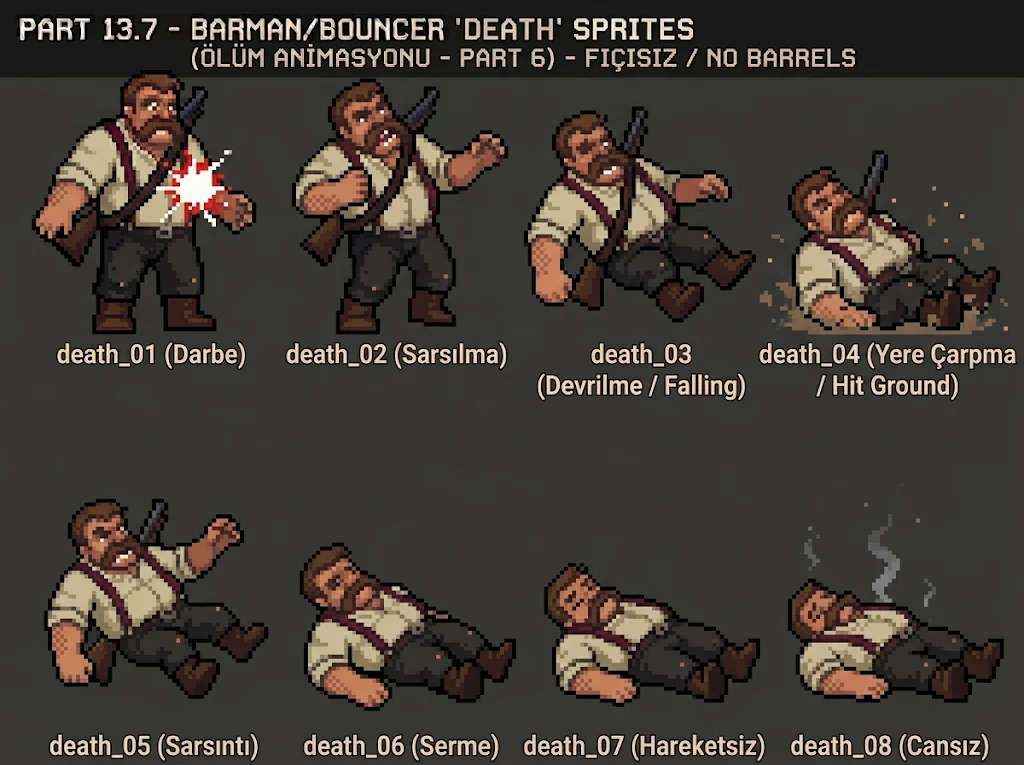 PART 13.7 - BARMAN/BOUNCER 'DEATH' SPRITES
(ÖLÜM ANİMASYONU - PART 6) - FIÇISIZ / NO BARRELS
death_01 (Darbe)
death_02 (Sarsılma)
death_03
(Devrilme / Falling)
death_04 (Yere Çarpma
/ Hit Ground)
death_05 (Sarsıntı)
death_06 (Serme)
death_07 (Hareketsiz)
death_08 (Cansız)